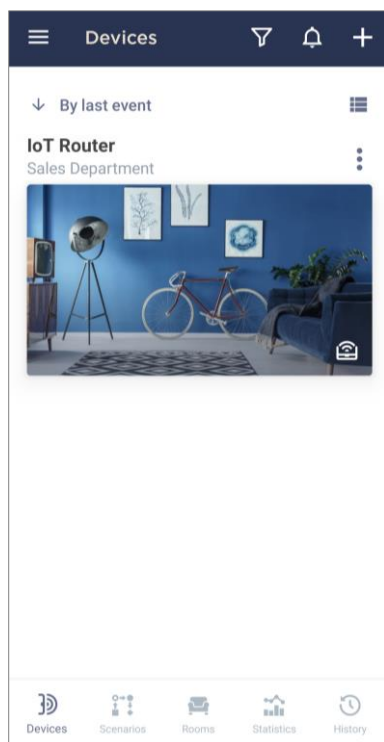 Devices
By last event
IoT Router
Sales Department
Devices
Scenarios
Rooms
Statistics
History